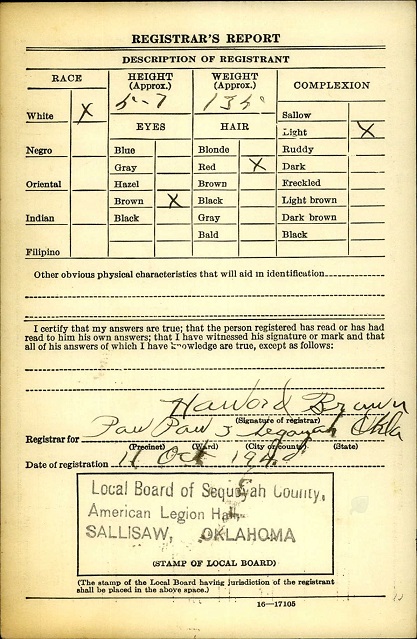 REGISTRAR'S REPORT
DESCRIPTION OF REGISTRANT
RACE
HEIGHT (Approx.)
WEIGHT (Approx.)
COMPLEXION
5-7
135
White X
EYES
HAIR
Sallow
Light X
Negro
Blue
Blonde
Ruddy
Gray
Red X
Dark
Oriental
Hazel
Brown
Freckled
Brown X
Black
Light brown
Indian
Black
Gray
Dark brown
Bald
Black
Filipino
Other obvious physical characteristics that will aid in identification
I certify that my answers are true; that the person registered has read or has had
read to him his own answers; that I have witnessed his signature or mark and that
all of his answers of which I have knowledge are true, except as follows:
Brown
(Signature of registrar)
Registrar for Paw Paw 3 Sequoyah Okla
(Precinct) (Ward) (City or county) (State)
Date of registration Oct
Local Board of Sequoyah County,
American Legion Hall,
SALLISAW, OKLAHOMA
(STAMP OF LOCAL BOARD)
(The stamp of the Local Board having jurisdiction of the registrant
shall be placed in the above space.)
16—17105